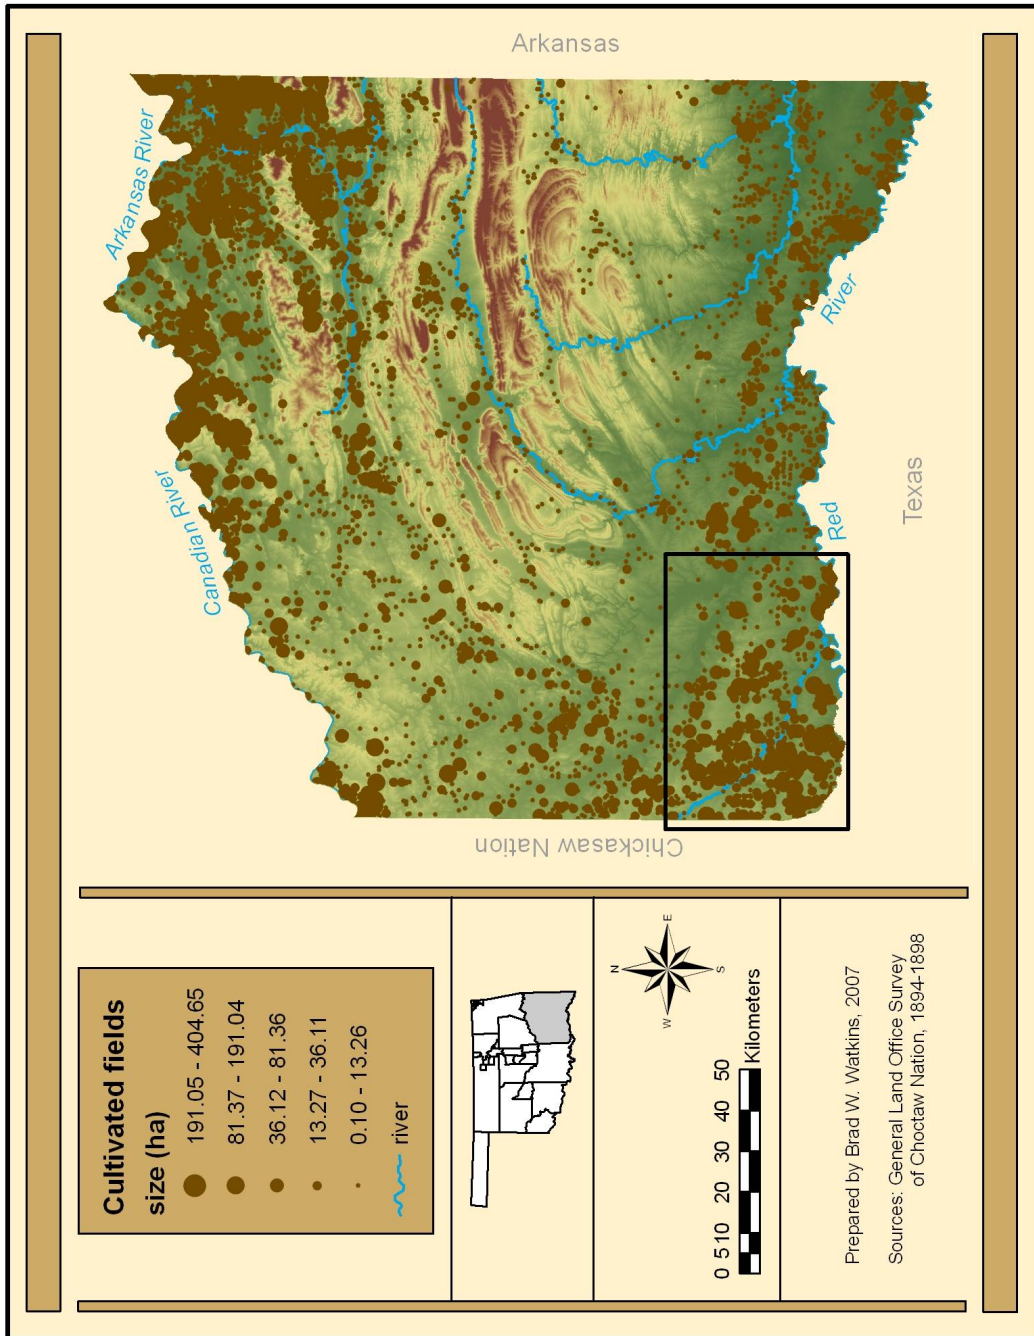 Arkansas
Arkansas River
Canadian River
River
Red
Texas
Chickasaw Nation
Cultivated fields
size (ha)
191.05 - 404.65
81.37 - 191.04
36.12 - 81.36
13.27 - 36.11
0.10 - 13.26
river
N
E
S
W
0 5 10 20 30 40 50
Kilometers
Prepared by Brad W. Watkins, 2007
Sources: General Land Office Survey
of Choctaw Nation, 1894-1898